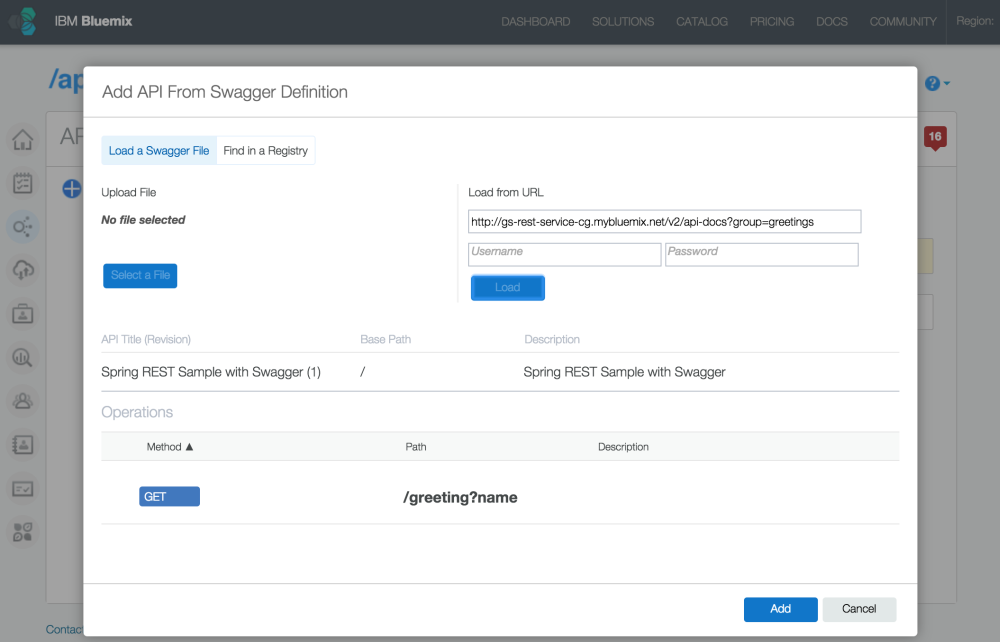 IBM Bluemix DASHBOARD SOLUTIONS CATALOG PRICING DOCS COMMUNITY Region:
/ap
Add API From Swagger Definition
?
AP
16
Load a Swagger File Find in a Registry
Upload File Load from URL
No file selected http://gs-rest-service-cg.mybluemix.net/v2/api-docs?group=greetings
Username Password
Select a File Load
API Title (Revision) Base Path Description
Spring REST Sample with Swagger (1) / Spring REST Sample with Swagger
Operations
Method ▲ Path Description
GET /greeting?name
Add Cancel
Contac